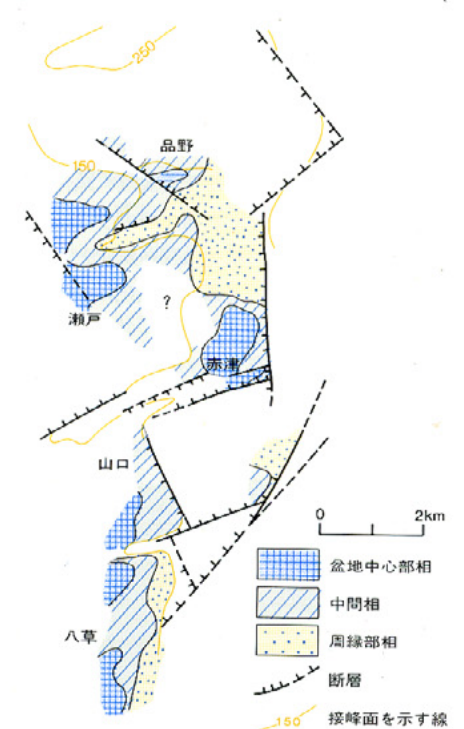 250
品野
150
瀬戸
?
赤津
山口
八草
0 2km
盆地中心部相
中間相
周縁部相
断層
150 接峰面を示す線